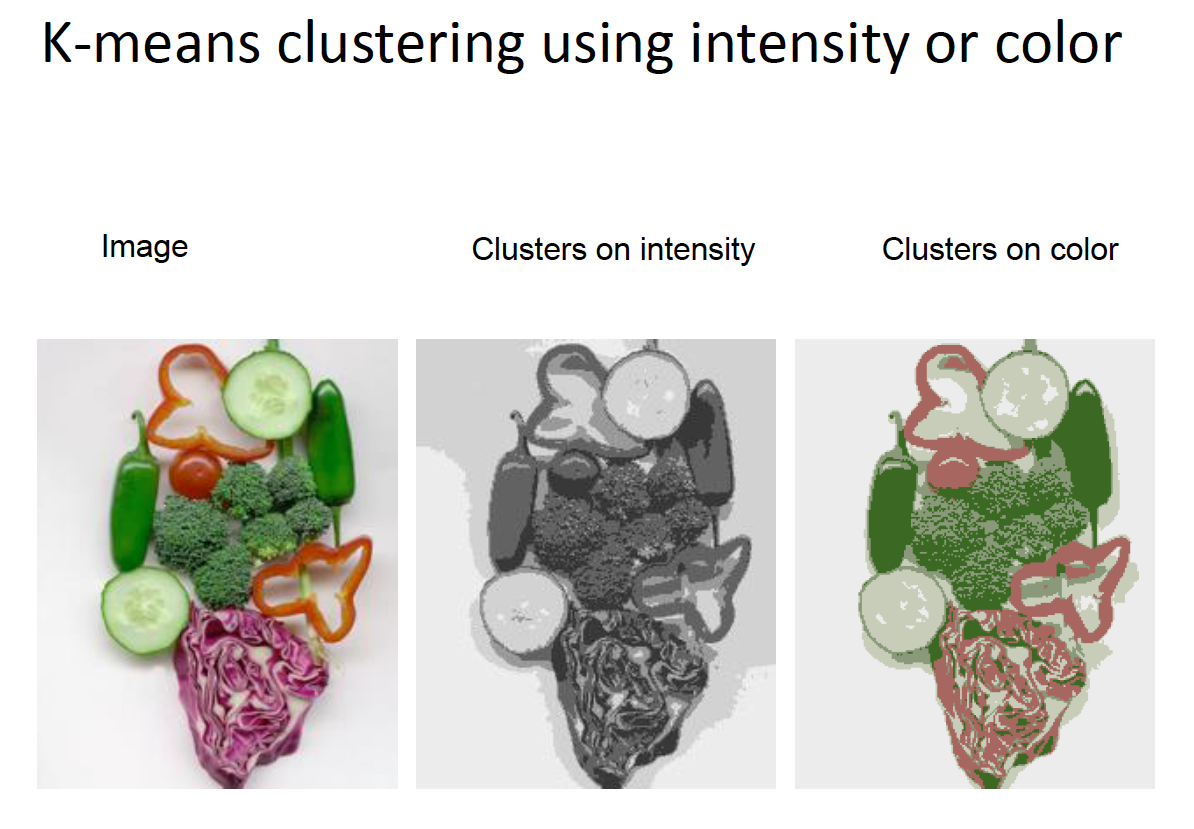 K-means clustering using intensity or color
Image
Clusters on intensity
Clusters on color